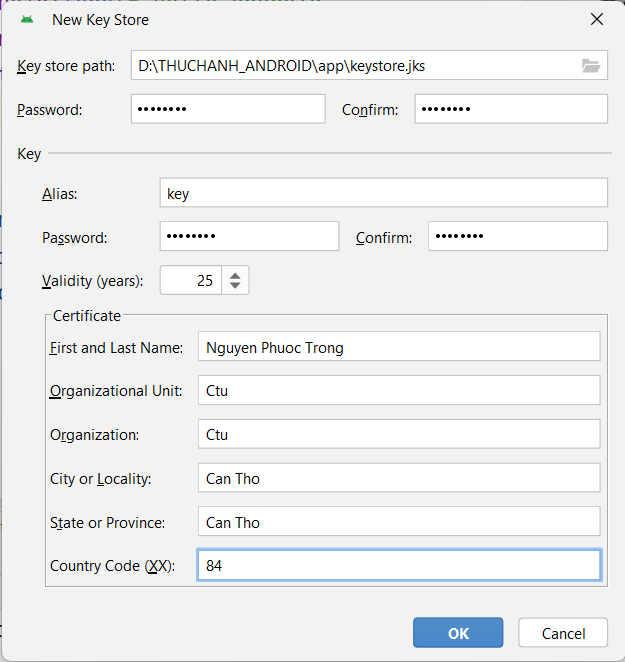 New Key Store
Key store path: D:\THUCHANH_ANDROID\app\keystore.jks
Password: •••••••• Confirm: ••••••••
Key
Alias: key
Password: •••••••• Confirm: ••••••••
Validity (years): 25
Certificate
First and Last Name: Nguyen Phuoc Trong
Organizational Unit: Ctu
Organization: Ctu
City or Locality: Can Tho
State or Province: Can Tho
Country Code (XX): 84
OK Cancel